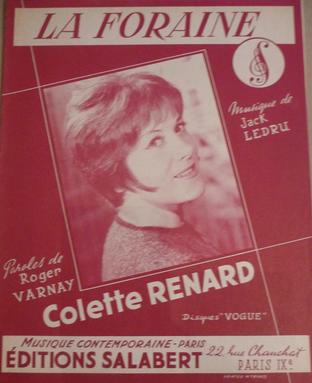 LA FORAINE
Musique de
Jack
LEDRU
Paroles de
Roger
VARNAY
Colette RENARD
Disques "VOGUE"
MUSIQUE CONTEMPORAINE-PARIS
ÉDITIONS SALABERT
22 rue Chauchat
PARIS IXᵉ